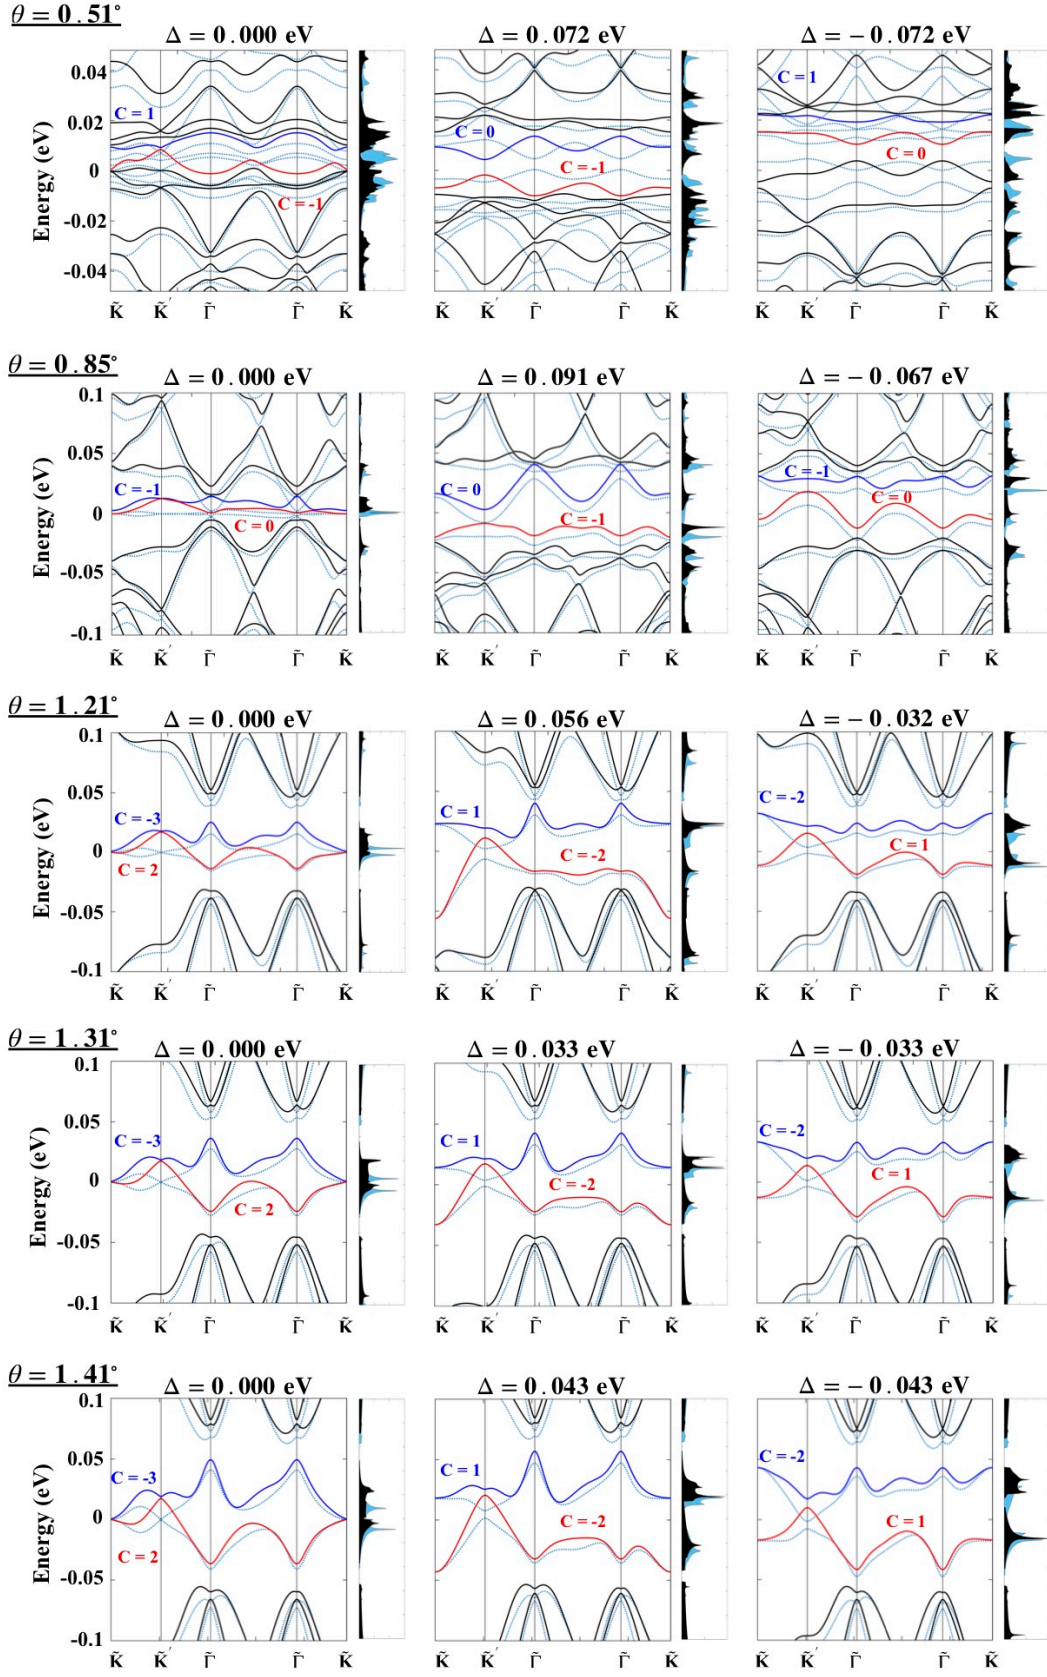 θ = 0.51°
Δ = 0.000 eV
Δ = 0.072 eV
Δ = − 0.072 eV
Energy (eV)
0.04
0.02
0
-0.02
-0.04
C = 1
C = -1
C = 0
C = -1
C = 1
C = 0
K̃ K̃′ Γ̃ Γ̃ K̃
K̃ K̃′ Γ̃ Γ̃ K̃
K̃ K̃′ Γ̃ Γ̃ K̃
θ = 0.85°
Δ = 0.000 eV
Δ = 0.091 eV
Δ = − 0.067 eV
Energy (eV)
0.1
0.05
0
-0.05
-0.1
C = -1
C = 0
C = 0
C = -1
C = -1
C = 0
K̃ K̃′ Γ̃ Γ̃ K̃
K̃ K̃′ Γ̃ Γ̃ K̃
K̃ K̃′ Γ̃ Γ̃ K̃
θ = 1.21°
Δ = 0.000 eV
Δ = 0.056 eV
Δ = − 0.032 eV
Energy (eV)
0.1
0.05
0
-0.05
-0.1
C = -3
C = 2
C = 1
C = -2
C = -2
C = 1
K̃ K̃′ Γ̃ Γ̃ K̃
K̃ K̃′ Γ̃ Γ̃ K̃
K̃ K̃′ Γ̃ Γ̃ K̃
θ = 1.31°
Δ = 0.000 eV
Δ = 0.033 eV
Δ = − 0.033 eV
Energy (eV)
0.1
0.05
0
-0.05
-0.1
C = -3
C = 2
C = 1
C = -2
C = -2
C = 1
K̃ K̃′ Γ̃ Γ̃ K̃
K̃ K̃′ Γ̃ Γ̃ K̃
K̃ K̃′ Γ̃ Γ̃ K̃
θ = 1.41°
Δ = 0.000 eV
Δ = 0.043 eV
Δ = − 0.043 eV
Energy (eV)
0.1
0.05
0
-0.05
-0.1
C = -3
C = 2
C = 1
C = -2
C = -2
C = 1
K̃ K̃′ Γ̃ Γ̃ K̃
K̃ K̃′ Γ̃ Γ̃ K̃
K̃ K̃′ Γ̃ Γ̃ K̃